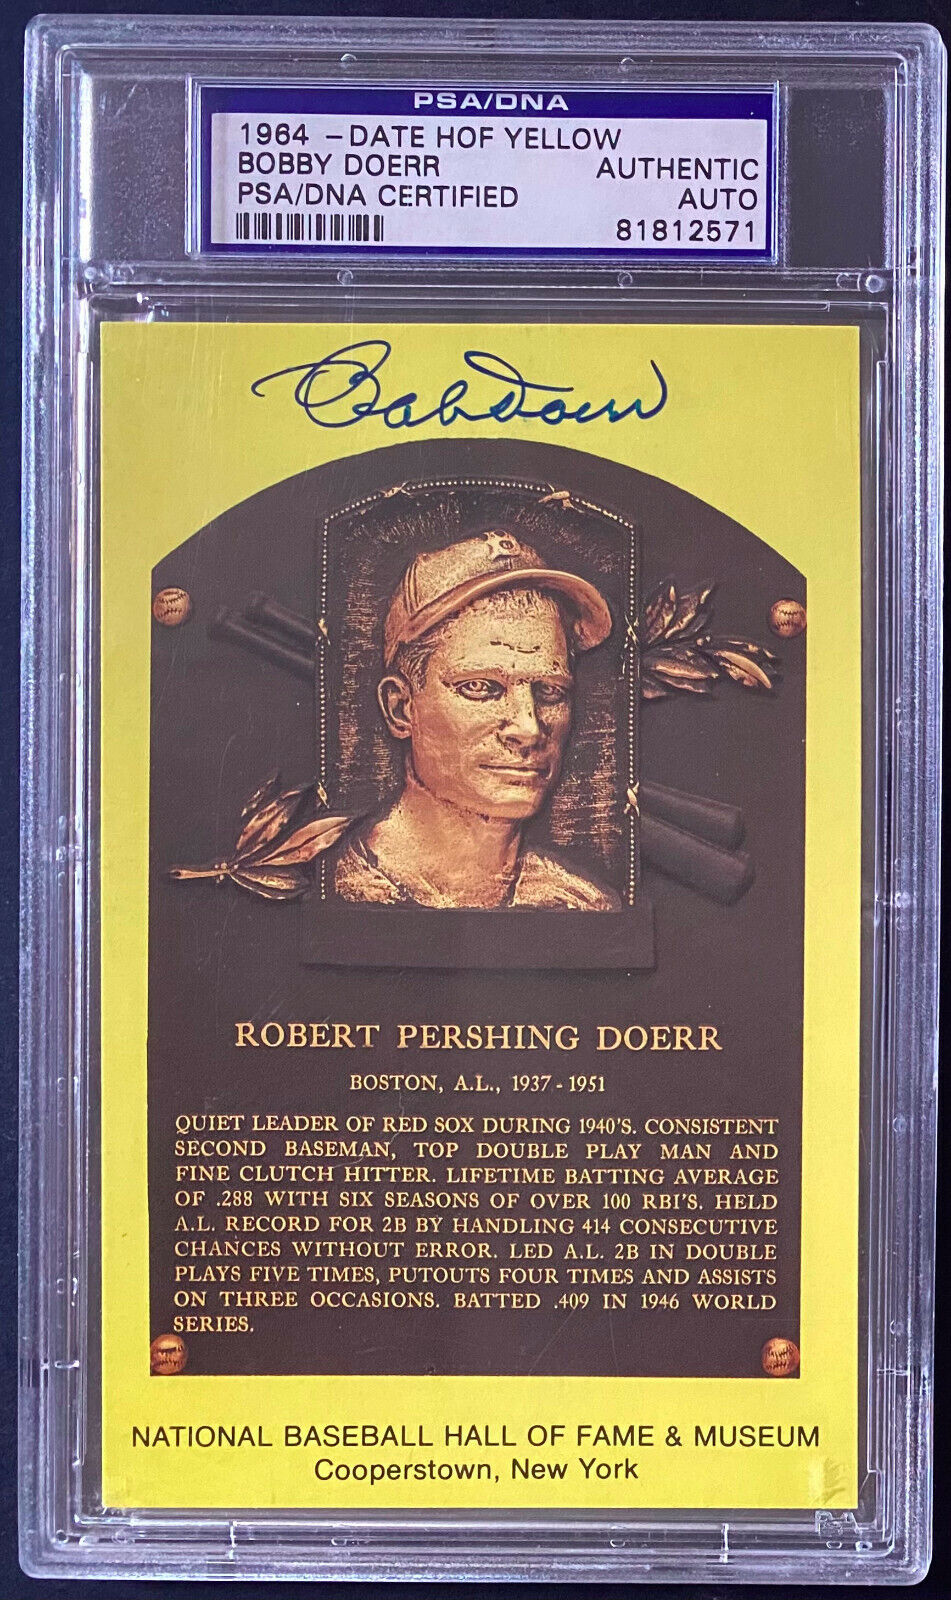 PSA/DNA
1964 - DATE HOF YELLOW
BOBBY DOERR AUTHENTIC
PSA/DNA CERTIFIED AUTO
81812571
Bob Doerr
ROBERT PERSHING DOERR
BOSTON, A.L., 1937 - 1951
QUIET LEADER OF RED SOX DURING 1940'S. CONSISTENT
SECOND BASEMAN, TOP DOUBLE PLAY MAN AND
FINE CLUTCH HITTER. LIFETIME BATTING AVERAGE
OF .288 WITH SIX SEASONS OF OVER 100 RBI'S. HELD
A.L. RECORD FOR 2B BY HANDLING 414 CONSECUTIVE
CHANCES WITHOUT ERROR. LED A.L. 2B IN DOUBLE
PLAYS FIVE TIMES, PUTOUTS FOUR TIMES AND ASSISTS
ON THREE OCCASIONS. BATTED .409 IN 1946 WORLD
SERIES.
NATIONAL BASEBALL HALL OF FAME & MUSEUM
Cooperstown, New York